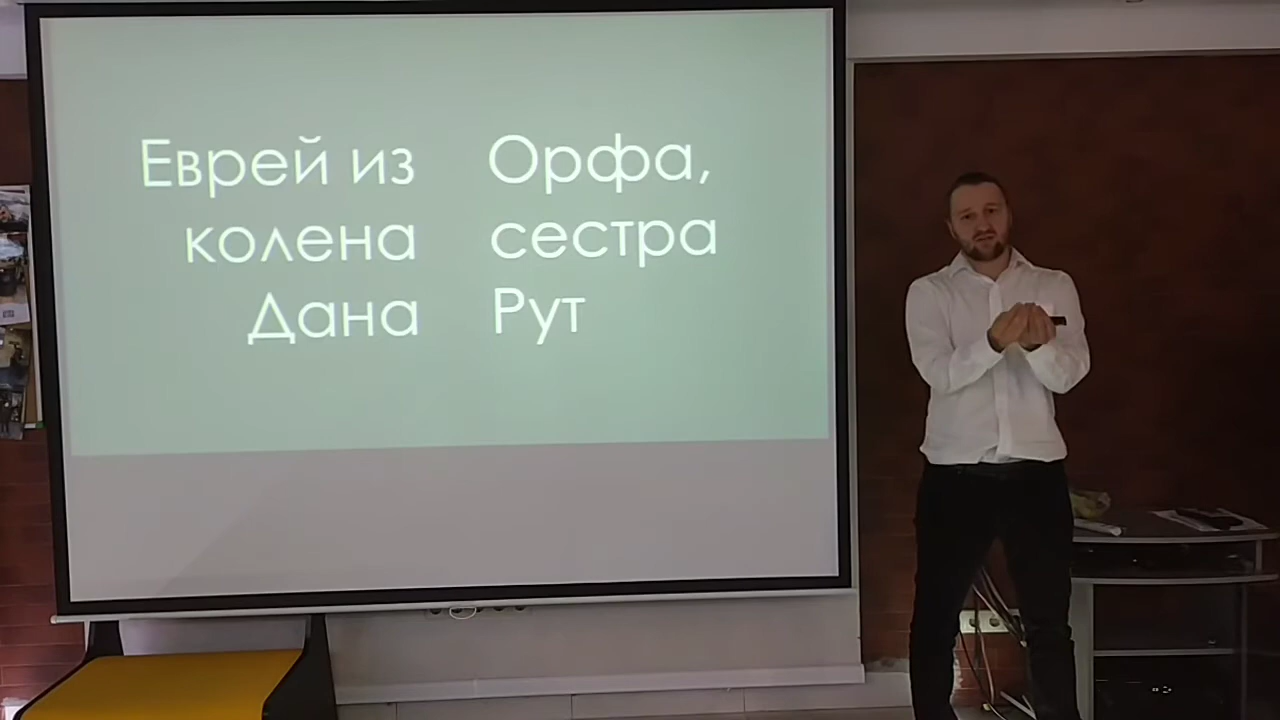 Еврей из
колена
Дана
Орфа,
сестра
Рут